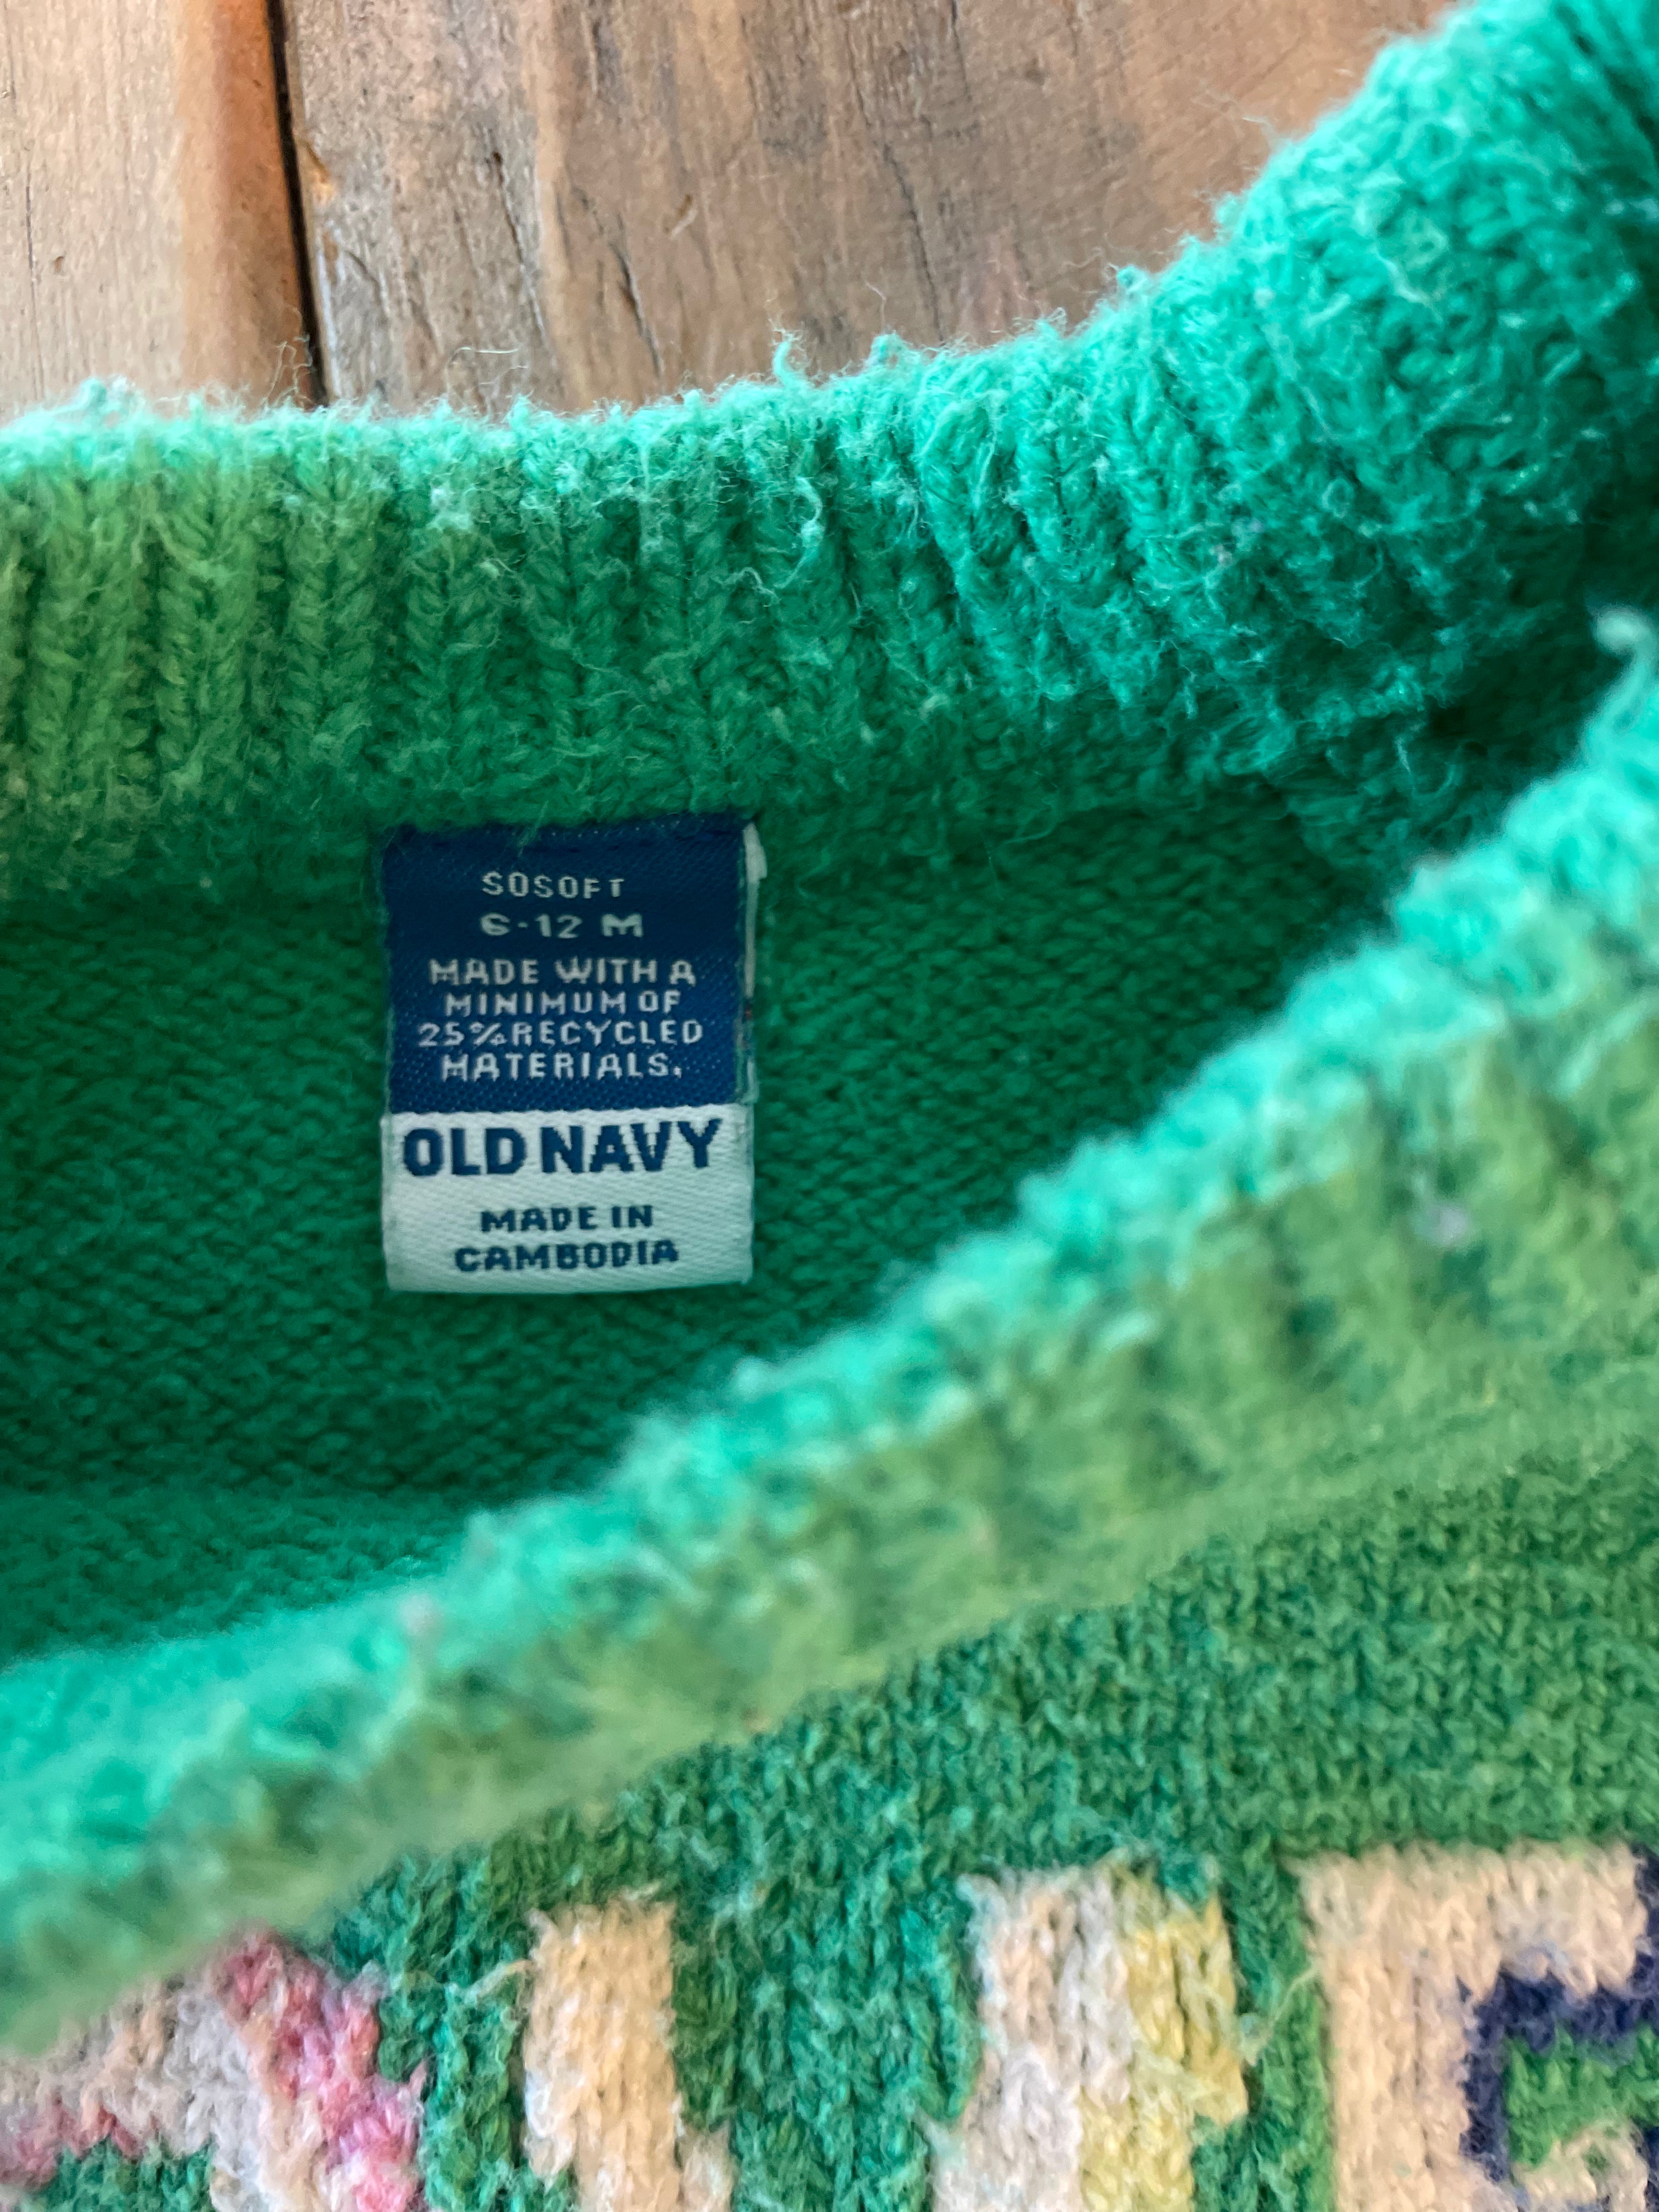 SOSOFT
6-12 M
MADE WITH A
MINIMUM OF
25% RECYCLED
MATERIALS.
OLD NAVY
MADE IN
CAMBODIA